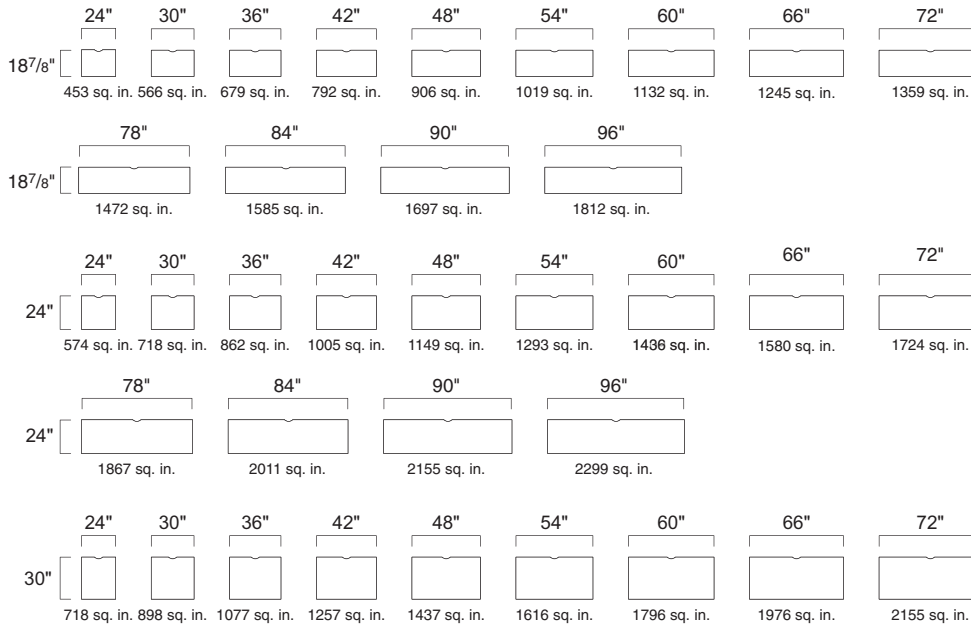 24" 30" 36" 42" 48" 54" 60" 66" 72"
18 7/8"
453 sq. in. 566 sq. in. 679 sq. in. 792 sq. in. 906 sq. in. 1019 sq. in. 1132 sq. in. 1245 sq. in. 1359 sq. in.
78" 84" 90" 96"
18 7/8"
1472 sq. in. 1585 sq. in. 1697 sq. in. 1812 sq. in.
24" 30" 36" 42" 48" 54" 60" 66" 72"
24"
574 sq. in. 718 sq. in. 862 sq. in. 1005 sq. in. 1149 sq. in. 1293 sq. in. 1436 sq. in. 1580 sq. in. 1724 sq. in.
78" 84" 90" 96"
24"
1867 sq. in. 2011 sq. in. 2155 sq. in. 2299 sq. in.
24" 30" 36" 42" 48" 54" 60" 66" 72"
30"
718 sq. in. 898 sq. in. 1077 sq. in. 1257 sq. in. 1437 sq. in. 1616 sq. in. 1796 sq. in. 1976 sq. in. 2155 sq. in.